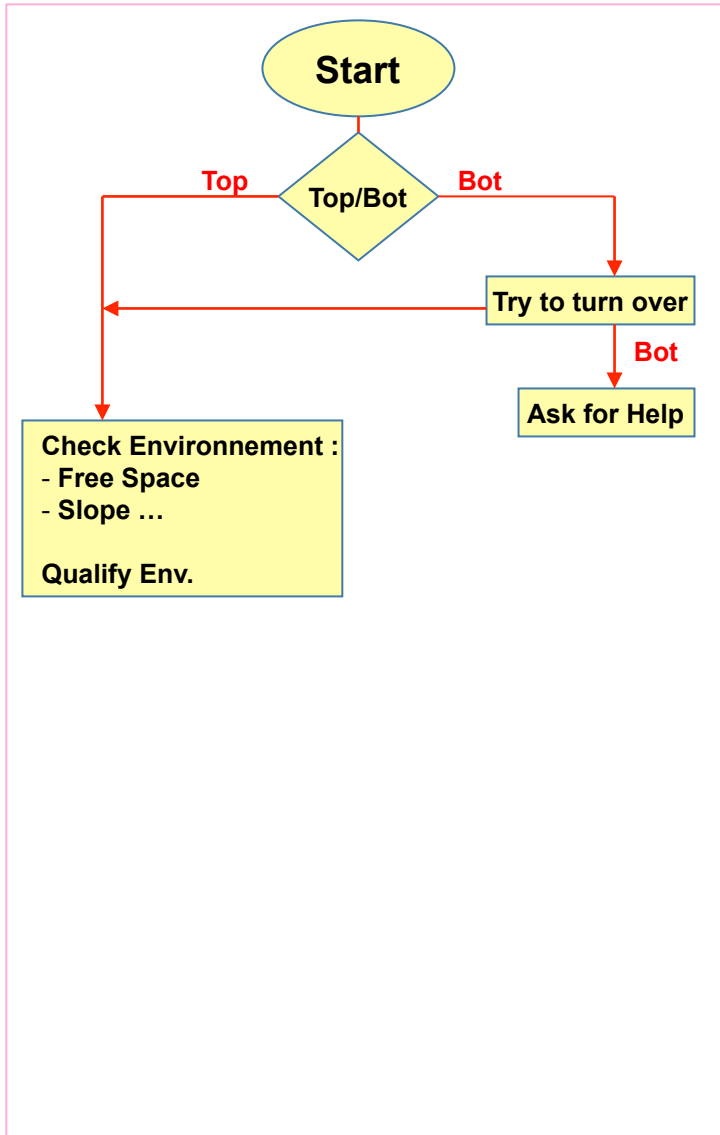 Start
Top
Top/Bot
Bot
Try to turn over
Bot
Ask for Help
Check Environnement :
- Free Space
- Slope …
Qualify Env.